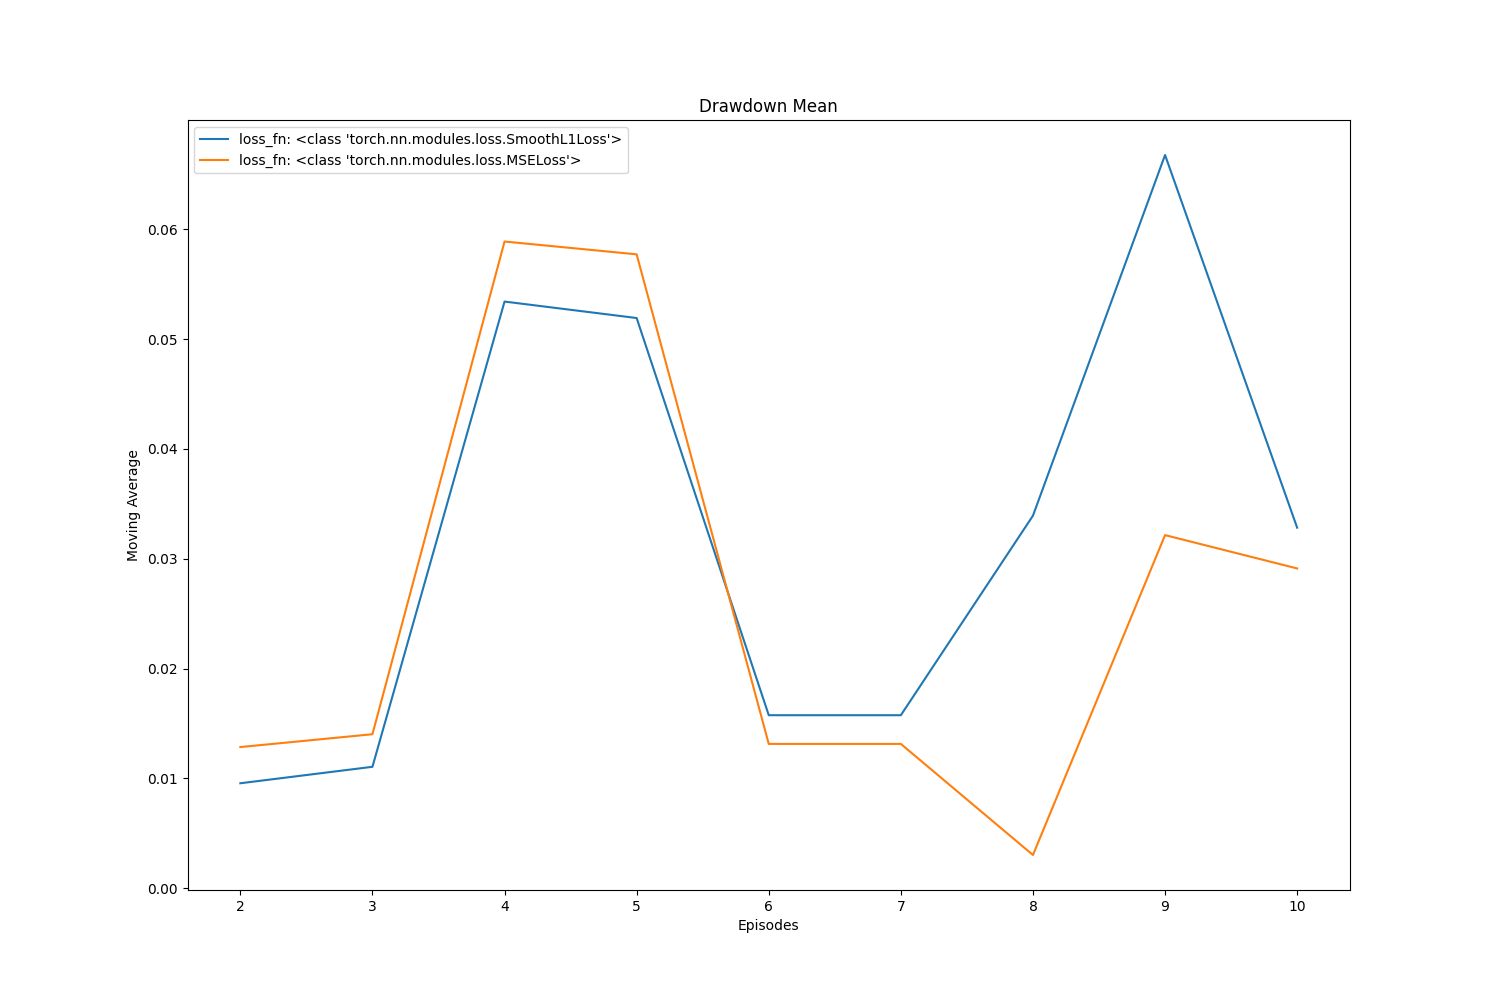 Drawdown Mean
loss_fn: <class 'torch.nn.modules.loss.SmoothL1Loss'>
loss_fn: <class 'torch.nn.modules.loss.MSELoss'>
Moving Average
0.06
0.05
0.04
0.03
0.02
0.01
0.00
2 3 4 5 6 7 8 9 10
Episodes